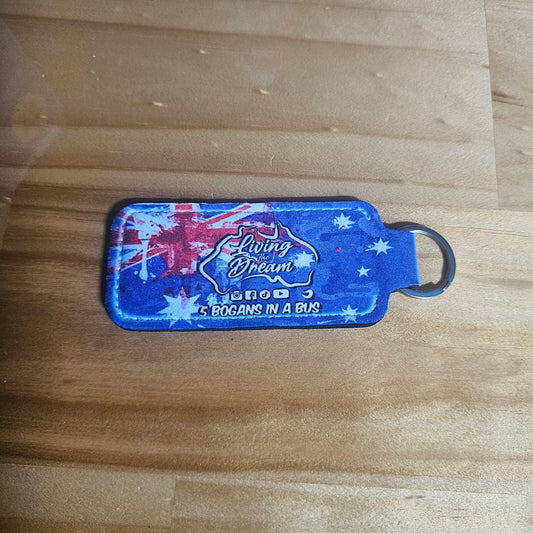 Living
the
Dream
5 BOGANS IN A BUS